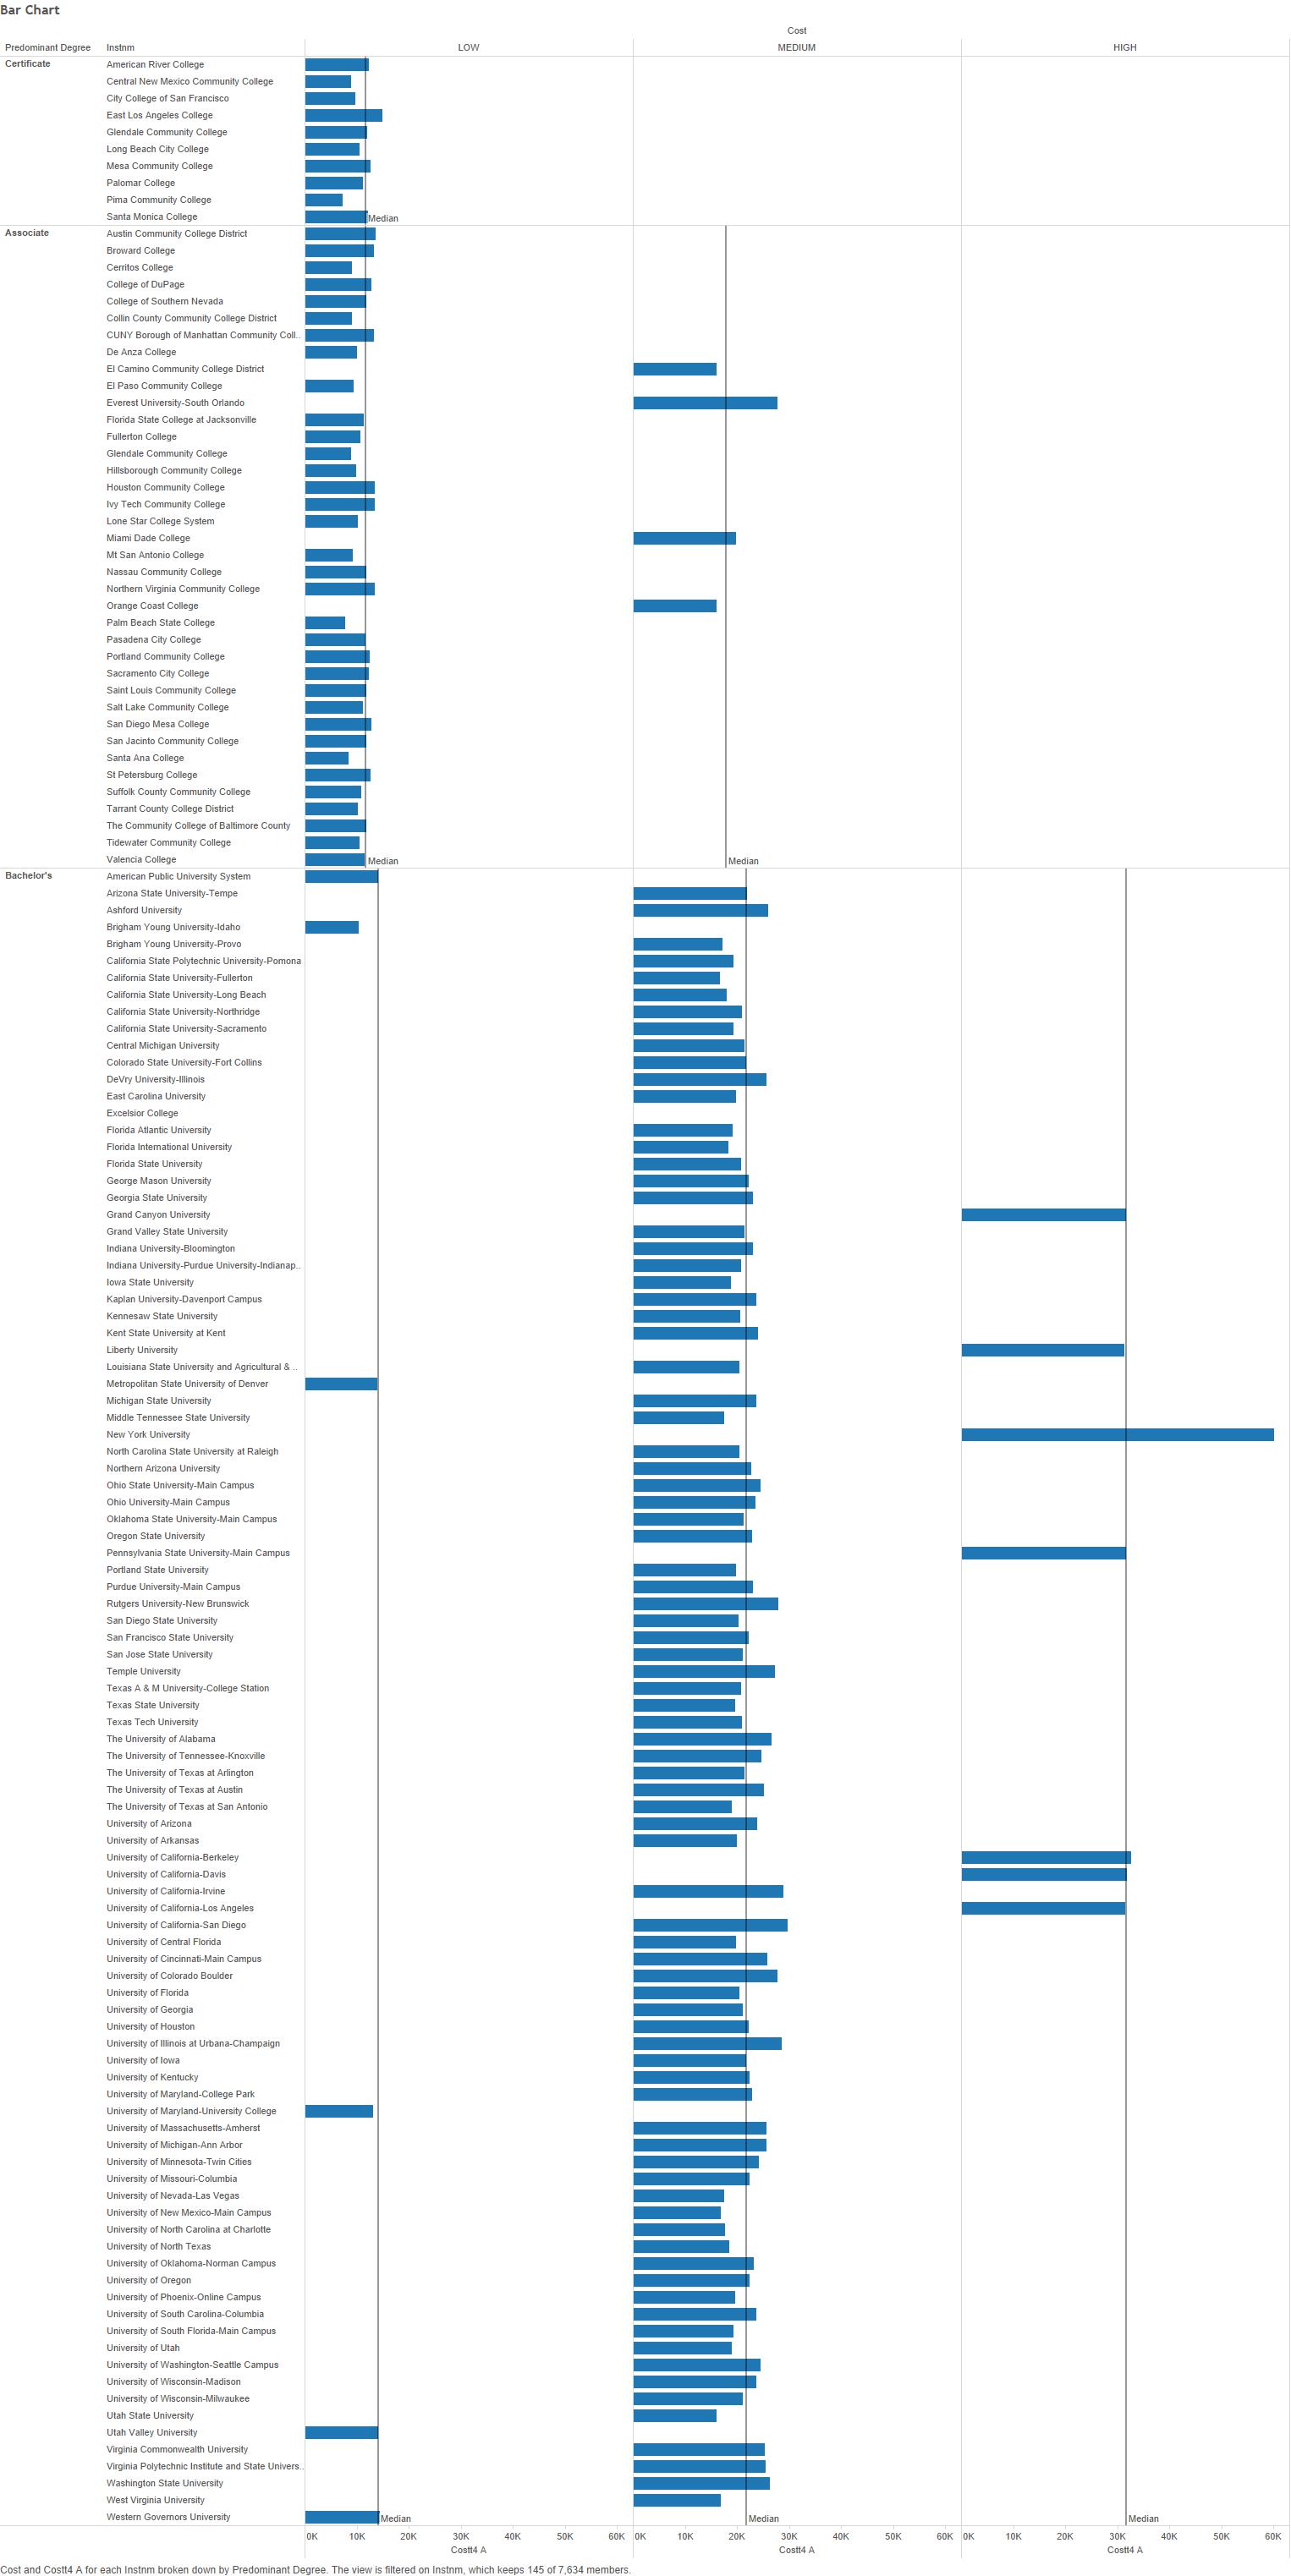 Bar Chart
Cost
Predominant Degree Instnm LOW MEDIUM HIGH
Certificate American River College
Central New Mexico Community College
City College of San Francisco
East Los Angeles College
Glendale Community College
Long Beach City College
Mesa Community College
Palomar College
Pima Community College
Santa Monica College Median
Associate Austin Community College District
Broward College
Cerritos College
College of DuPage
College of Southern Nevada
Collin County Community College District
CUNY Borough of Manhattan Community Coll..
De Anza College
El Camino Community College District
El Paso Community College
Everest University-South Orlando
Florida State College at Jacksonville
Fullerton College
Glendale Community College
Hillsborough Community College
Houston Community College
Ivy Tech Community College
Lone Star College System
Miami Dade College
Mt San Antonio College
Nassau Community College
Northern Virginia Community College
Orange Coast College
Palm Beach State College
Pasadena City College
Portland Community College
Sacramento City College
Saint Louis Community College
Salt Lake Community College
San Diego Mesa College
San Jacinto Community College
Santa Ana College
St Petersburg College
Suffolk County Community College
Tarrant County College District
The Community College of Baltimore County
Tidewater Community College
Valencia College Median Median
Bachelor's American Public University System
Arizona State University-Tempe
Ashford University
Brigham Young University-Idaho
Brigham Young University-Provo
California State Polytechnic University-Pomona
California State University-Fullerton
California State University-Long Beach
California State University-Northridge
California State University-Sacramento
Central Michigan University
Colorado State University-Fort Collins
DeVry University-Illinois
East Carolina University
Excelsior College
Florida Atlantic University
Florida International University
Florida State University
George Mason University
Georgia State University
Grand Canyon University
Grand Valley State University
Indiana University-Bloomington
Indiana University-Purdue University-Indianap..
Iowa State University
Kaplan University-Davenport Campus
Kennesaw State University
Kent State University at Kent
Liberty University
Louisiana State University and Agricultural & ..
Metropolitan State University of Denver
Michigan State University
Middle Tennessee State University
New York University
North Carolina State University at Raleigh
Northern Arizona University
Ohio State University-Main Campus
Ohio University-Main Campus
Oklahoma State University-Main Campus
Oregon State University
Pennsylvania State University-Main Campus
Portland State University
Purdue University-Main Campus
Rutgers University-New Brunswick
San Diego State University
San Francisco State University
San Jose State University
Temple University
Texas A & M University-College Station
Texas State University
Texas Tech University
The University of Alabama
The University of Tennessee-Knoxville
The University of Texas at Arlington
The University of Texas at Austin
The University of Texas at San Antonio
University of Arizona
University of Arkansas
University of California-Berkeley
University of California-Davis
University of California-Irvine
University of California-Los Angeles
University of California-San Diego
University of Central Florida
University of Cincinnati-Main Campus
University of Colorado Boulder
University of Florida
University of Georgia
University of Houston
University of Illinois at Urbana-Champaign
University of Iowa
University of Kentucky
University of Maryland-College Park
University of Maryland-University College
University of Massachusetts-Amherst
University of Michigan-Ann Arbor
University of Minnesota-Twin Cities
University of Missouri-Columbia
University of Nevada-Las Vegas
University of New Mexico-Main Campus
University of North Carolina at Charlotte
University of North Texas
University of Oklahoma-Norman Campus
University of Oregon
University of Phoenix-Online Campus
University of South Carolina-Columbia
University of South Florida-Main Campus
University of Utah
University of Washington-Seattle Campus
University of Wisconsin-Madison
University of Wisconsin-Milwaukee
Utah State University
Utah Valley University
Virginia Commonwealth University
Virginia Polytechnic Institute and State Univers..
Washington State University
West Virginia University
Western Governors University Median Median Median
0K 10K 20K 30K 40K 50K 60K 0K 10K 20K 30K 40K 50K 60K 0K 10K 20K 30K 40K 50K 60K
Costt4 A Costt4 A Costt4 A
Cost and Costt4 A for each Instnm broken down by Predominant Degree. The view is filtered on Instnm, which keeps 145 of 7,634 members.